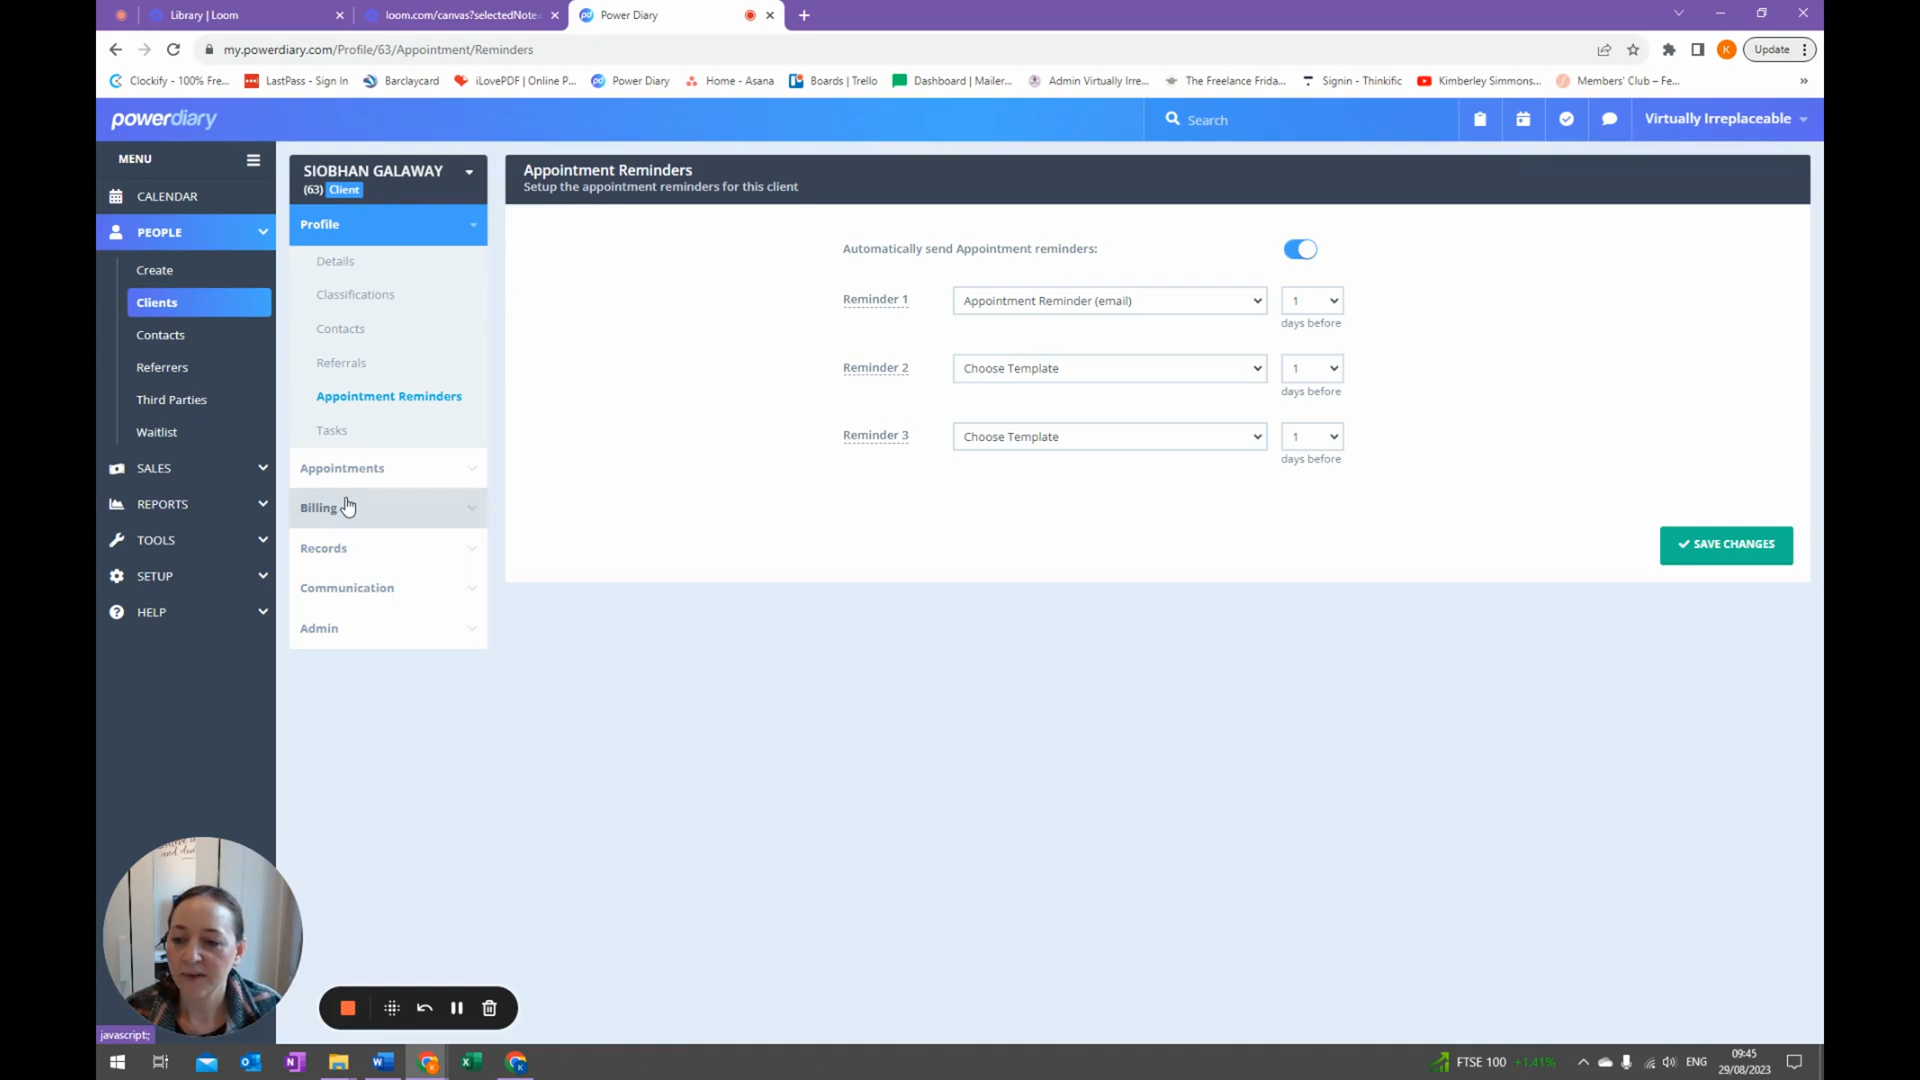 Library | Loom
loom.com/canvas?selectedNote
Power Diary
my.powerdiary.com/Profile/63/Appointment/Reminders
Update
Clockify - 100% Fre...
LastPass - Sign In
Barclaycard
iLovePDF | Online P...
Power Diary
Home - Asana
Boards | Trello
Dashboard | Mailer...
Admin Virtually Irre...
The Freelance Frida...
Signin - Thinkific
Kimberley Simmons...
Members' Club – Fe...
»
powerdiary
Search
Virtually Irreplaceable
MENU
CALENDAR
PEOPLE
Create
Clients
Contacts
Referrers
Third Parties
Waitlist
SALES
REPORTS
TOOLS
SETUP
HELP
SIOBHAN GALAWAY
(63) Client
Profile
Details
Classifications
Contacts
Referrals
Appointment Reminders
Tasks
Appointments
Billing
Records
Communication
Admin
Appointment Reminders
Setup the appointment reminders for this client
Automatically send Appointment reminders:
Reminder 1 Appointment Reminder (email) 1
days before
Reminder 2 Choose Template 1
days before
Reminder 3 Choose Template 1
days before
SAVE CHANGES
and
javascript:;
FTSE 100 +1.41%
ENG
09:45
29/08/2023